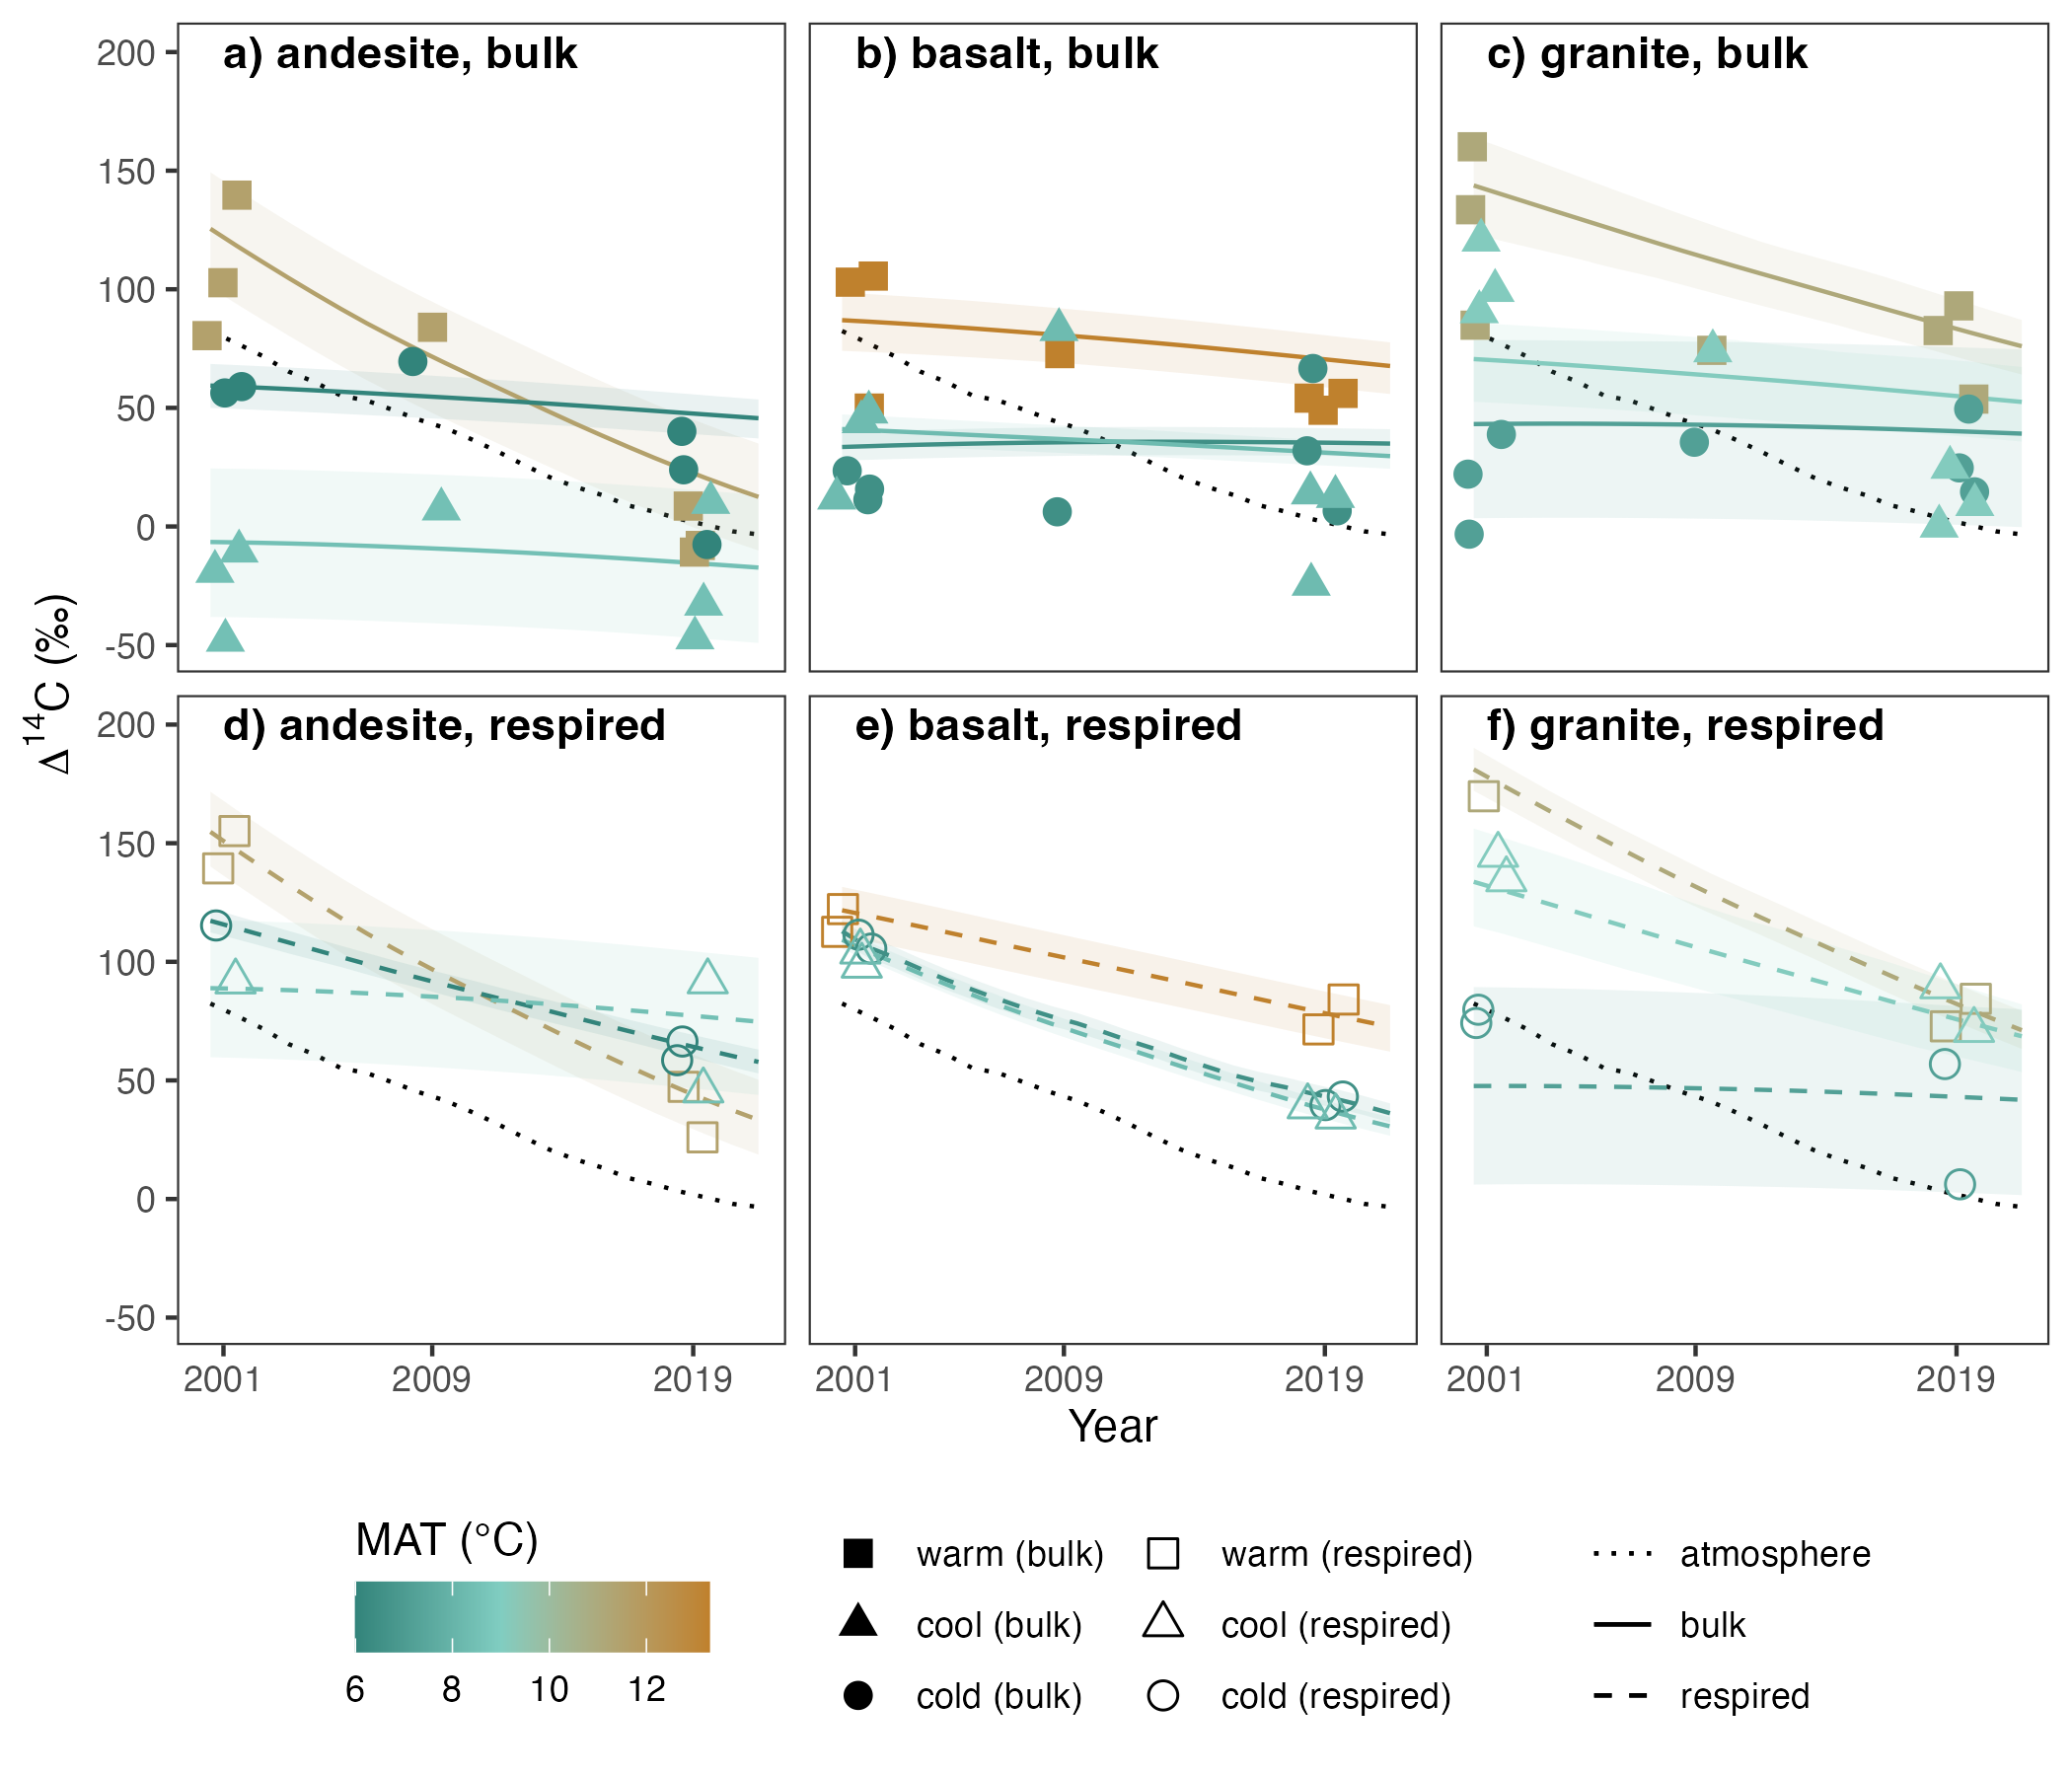 a) andesite, bulk
b) basalt, bulk
c) granite, bulk
200
150
100
50
0
-50
Δ¹⁴C (‰)
d) andesite, respired
e) basalt, respired
f) granite, respired
200
150
100
50
0
-50
2001 2009 2019
2001 2009 2019
2001 2009 2019
Year
MAT (°C)
6 8 10 12
warm (bulk)
cool (bulk)
cold (bulk)
warm (respired)
cool (respired)
cold (respired)
atmosphere
bulk
respired